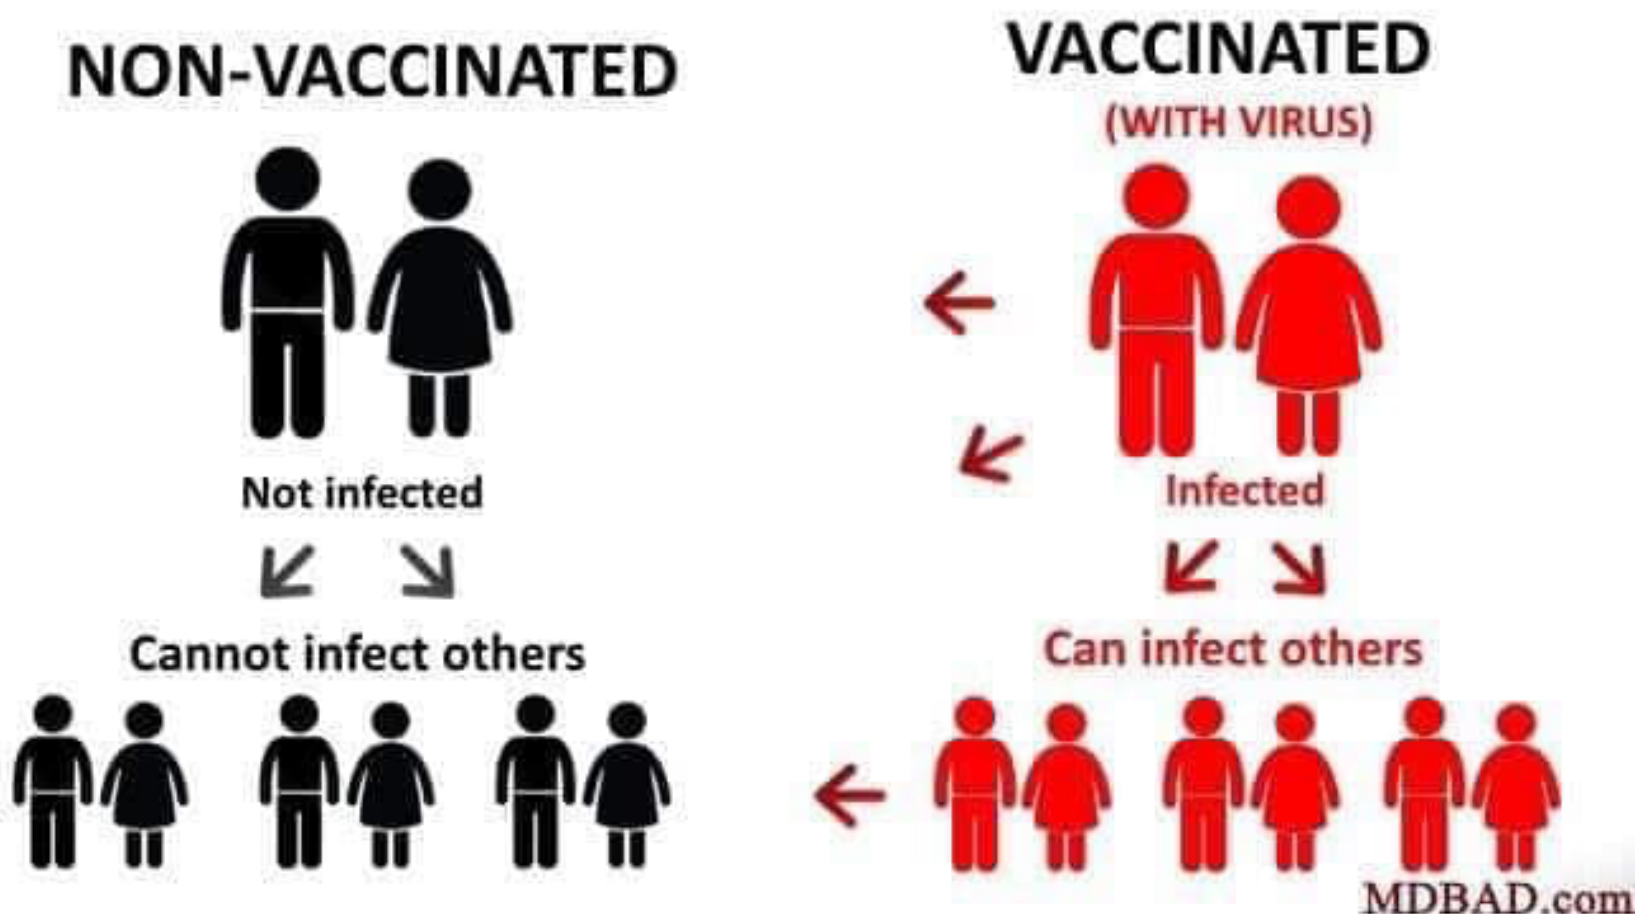 NON-VACCINATED
Not infected
Cannot infect others
VACCINATED
(WITH VIRUS)
Infected
Can infect others
MDBAD.com